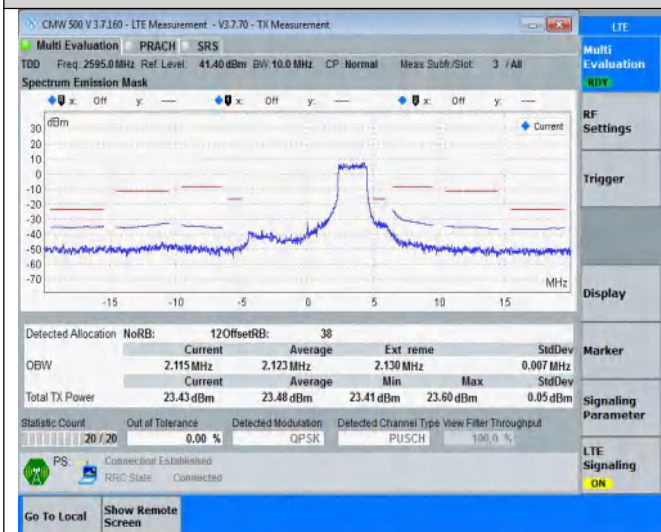 CMW 500 V 3.7.160 - LTE Measurement - V3.7.70 - TX Measurement
LTE
Multi Evaluation PRACH SRS
Multi Evaluation
RDY
TDD Freq: 2595.0 MHz Ref. Level: 41.40 dBm BW: 10.0 MHz CP: Normal Meas Subfr./Slot: 3 / All
Spectrum Emission Mask
x: Off y: --- x: Off y: --- x: Off y: ---
dBm
Current
30
20
10
0
-10
-20
-30
-40
-50
-60
-70
MHz
-15 -10 -5 0 5 10 15
RF Settings
Trigger
Display
Marker
Signaling Parameter
LTE Signaling
ON
Detected Allocation NoRB: 12 OffsetRB: 38
Current Average Ext reme StdDev
OBW 2.115 MHz 2.123 MHz 2.130 MHz 0.007 MHz
Current Average Min Max StdDev
Total TX Power 23.43 dBm 23.48 dBm 23.41 dBm 23.60 dBm 0.05 dBm
Statistic Count Out of Tolerance Detected Modulation Detected Channel Type View Filter Throughput
20 / 20 0.00 % QPSK PUSCH 100.0 %
PS: Connection Established
RRC State: Connected
Go To Local
Show Remote Screen